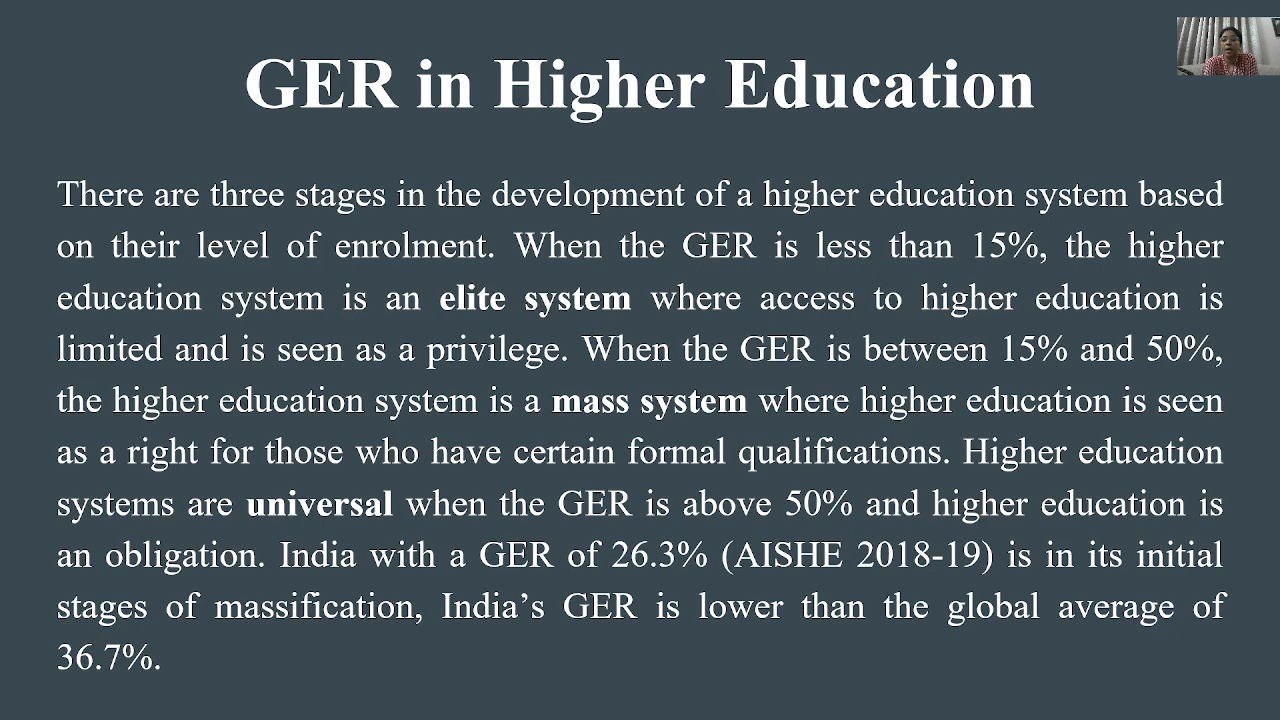 GER in Higher Education
There are three stages in the development of a higher education system based
on their level of enrolment. When the GER is less than 15%, the higher
education system is an elite system where access to higher education is
limited and is seen as a privilege. When the GER is between 15% and 50%,
the higher education system is a mass system where higher education is seen
as a right for those who have certain formal qualifications. Higher education
systems are universal when the GER is above 50% and higher education is
an obligation. India with a GER of 26.3% (AISHE 2018-19) is in its initial
stages of massification, India’s GER is lower than the global average of
36.7%.